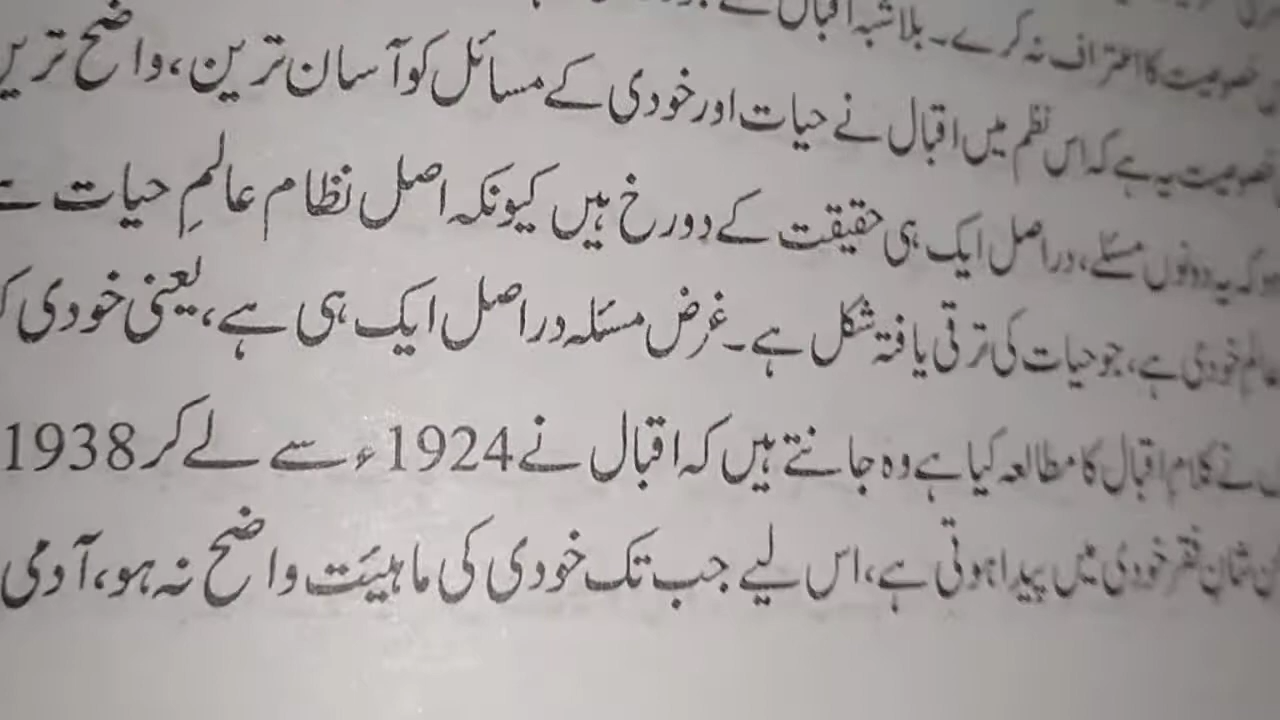 خصوصیت کا اعتراف نہ کرے۔ بلاشبہ اقبال
خصوصیت یہ ہے کہ اس نظم میں اقبال نے حیات اور خودی کے مسائل کو آسان ترین، واضح ترین
ہو کہ یہ دونوں مسئلے، دراصل ایک ہی حقیقت کے دو رخ ہیں کیونکہ اصل نظام عالمِ حیات سے
عالم خودی ہے، جو حیات کی ترقی یافتہ شکل ہے۔ غرض مسئلہ دراصل ایک ہی ہے، یعنی خودی
نے کلامِ اقبال کا مطالعہ کیا ہے وہ جانتے ہیں کہ اقبال نے 1924ء سے لے کر 1938
شان فقر خودی میں پیدا ہوتی ہے، اس لیے جب تک خودی کی ماہیئت واضح نہ ہو، آدمی